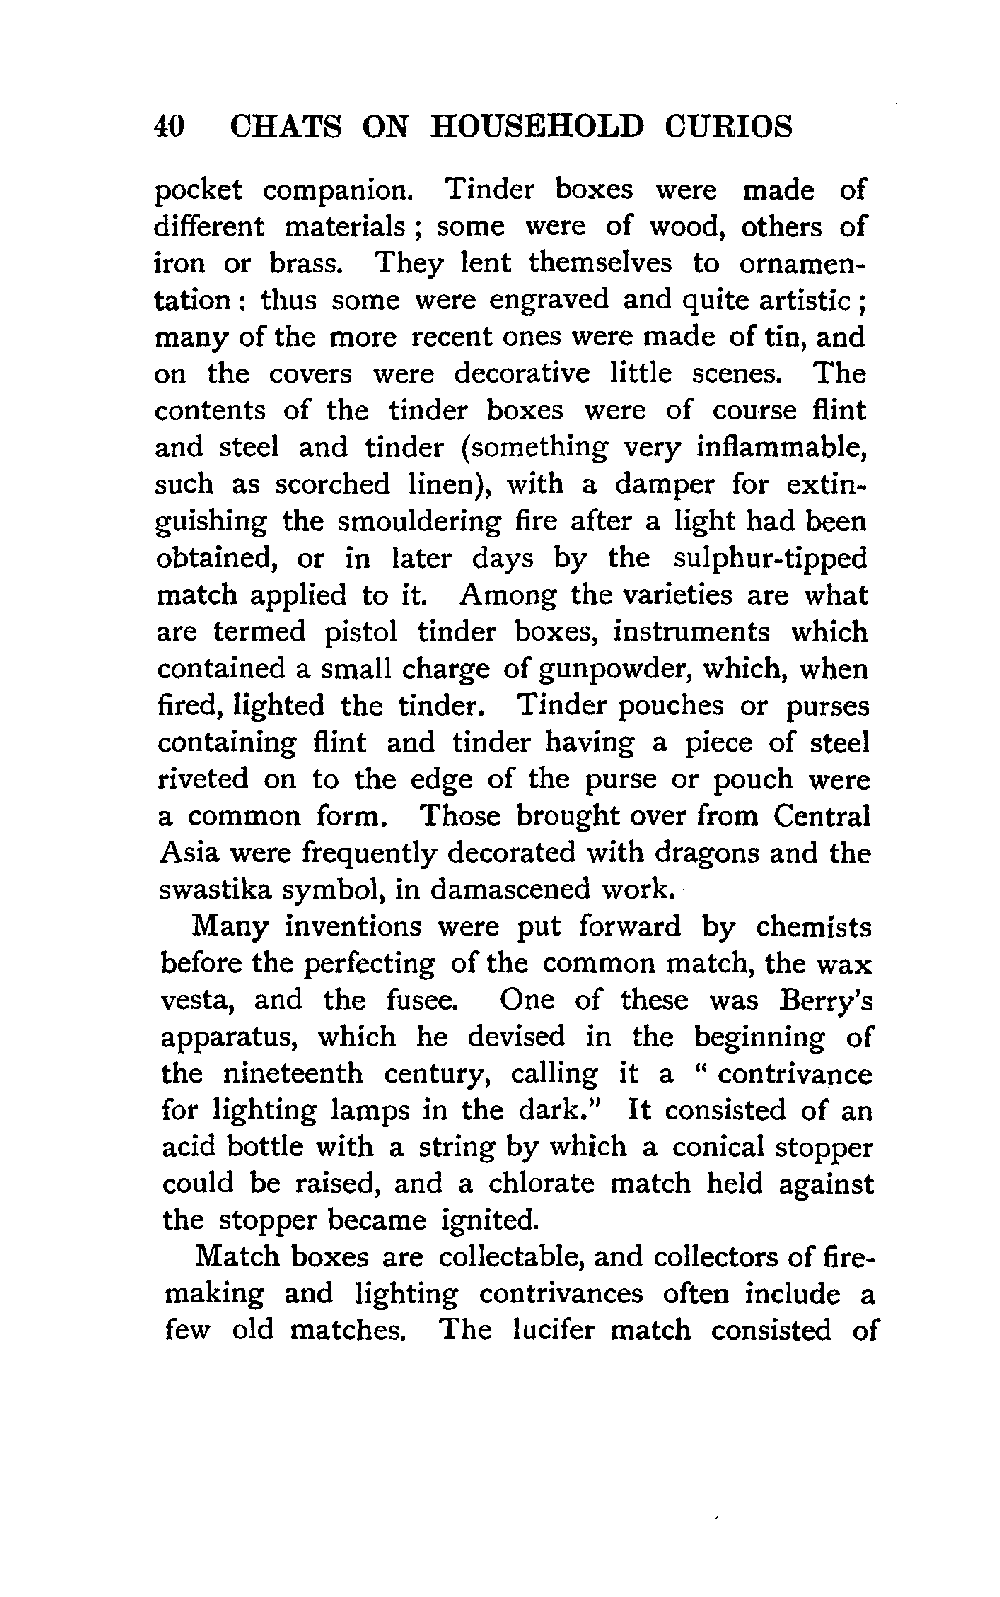 40 CHATS ON HOUSEHOLD CURIOS
pocket companion. Tinder boxes were made of
different materials ; some were of wood, others of
iron or brass. They lent themselves to ornamen-
tation : thus some were engraved and quite artistic ;
many of the more recent ones were made of tin, and
on the covers were decorative little scenes. The
contents of the tinder boxes were of course flint
and steel and tinder (something very inflammable,
such as scorched linen), with a damper for extin-
guishing the smouldering fire after a light had been
obtained, or in later days by the sulphur-tipped
match applied to it. Among the varieties are what
are termed pistol tinder boxes, instruments which
contained a small charge of gunpowder, which, when
fired, lighted the tinder. Tinder pouches or purses
containing flint and tinder having a piece of steel
riveted on to the edge of the purse or pouch were
a common form. Those brought over from Central
Asia were frequently decorated with dragons and the
swastika symbol, in damascened work.
Many inventions were put forward by chemists
before the perfecting of the common match, the wax
vesta, and the fusee. One of these was Berry's
apparatus, which he devised in the beginning of
the nineteenth century, calling it a " contrivance
for lighting lamps in the dark." It consisted of an
acid bottle with a string by which a conical stopper
could be raised, and a chlorate match held against
the stopper became ignited.
Match boxes are collectable, and collectors of fire-
making and lighting contrivances often include a
few old matches. The lucifer match consisted of